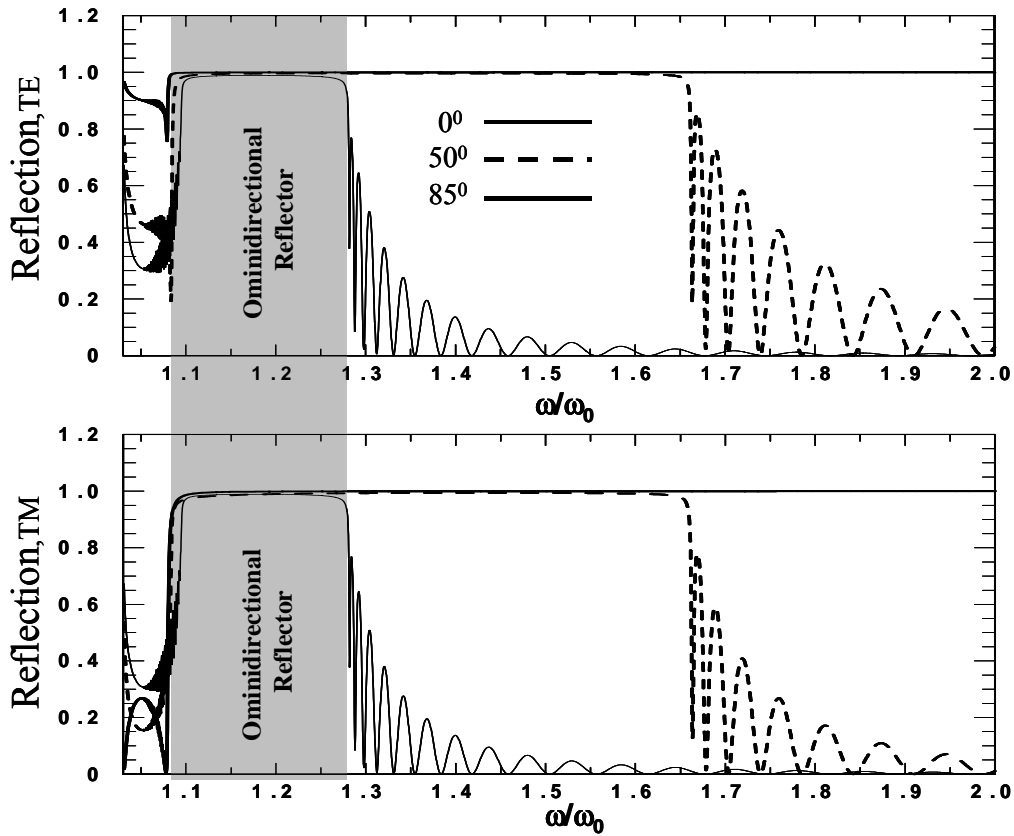 1.2
1.0
0.8
0.6
0.4
0.2
0
Reflection,TE
0⁰
50⁰
85⁰
Ominidirectional
Reflector
1.1 1.2 1.3 1.4 1.5 1.6 1.7 1.8 1.9 2.0
ω/ω₀
1.2
1.0
0.8
0.6
0.4
0.2
0
Reflection,TM
Ominidirectional
Reflector
1.1 1.2 1.3 1.4 1.5 1.6 1.7 1.8 1.9 2.0
ω/ω₀